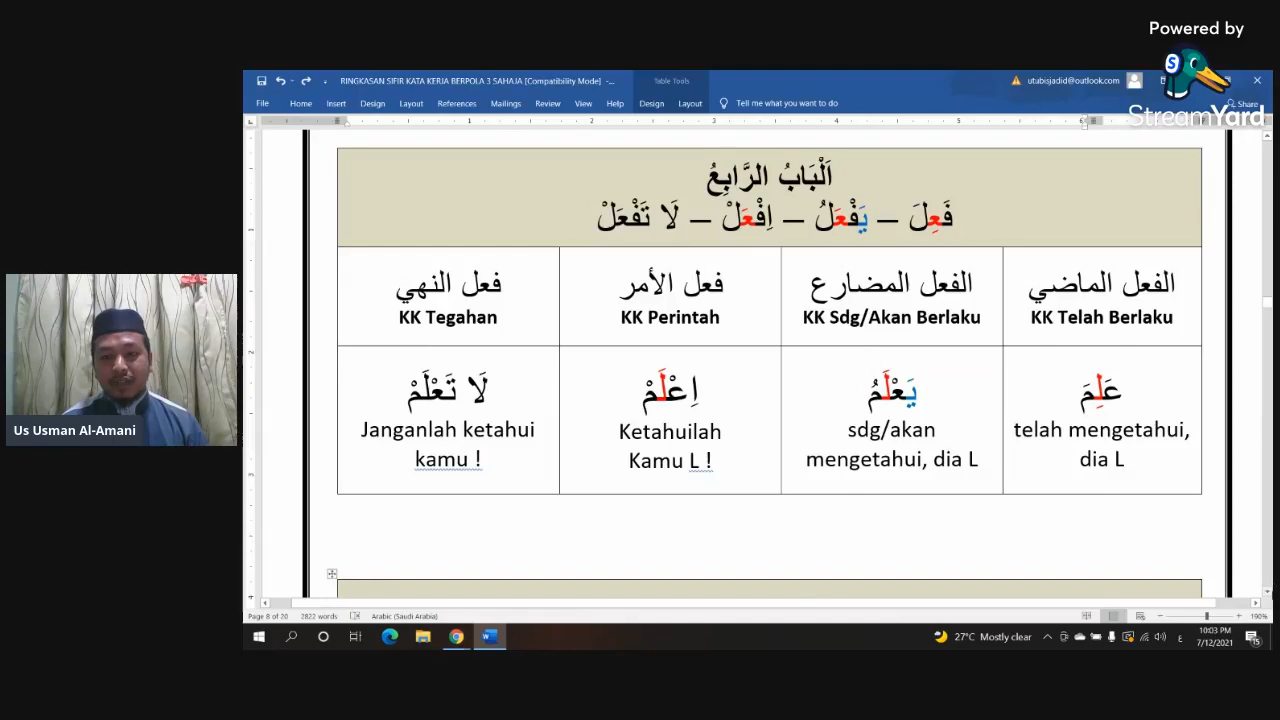 Powered by
StreamYard
RINGKASAN SIFIR KATA KERJA BERPOLA 3 SAHAJA [Compatibility Mode] -...
Table Tools
utubisjadid@outlook.com
File Home Insert Design Layout References Mailings Review View Help Design Layout Tell me what you want to do
Share
اَلْبَابُ الرَّابِعُ
فَعِلَ – يَفْعَلُ – اِفْعَلْ – لَا تَفْعَلْ
الفعل الماضي
KK Telah Berlaku
الفعل المضارع
KK Sdg/Akan Berlaku
فعل الأمر
KK Perintah
فعل النهي
KK Tegahan
عَلِمَ
telah mengetahui,
dia L
يَعْلَمُ
sdg/akan
mengetahui, dia L
اِعْلَمْ
Ketahuilah
Kamu L !
لَا تَعْلَمْ
Janganlah ketahui
kamu !
Us Usman Al-Amani
Page 8 of 20 2822 words Arabic (Saudi Arabia)
190%
27°C Mostly clear
10:03 PM
7/12/2021